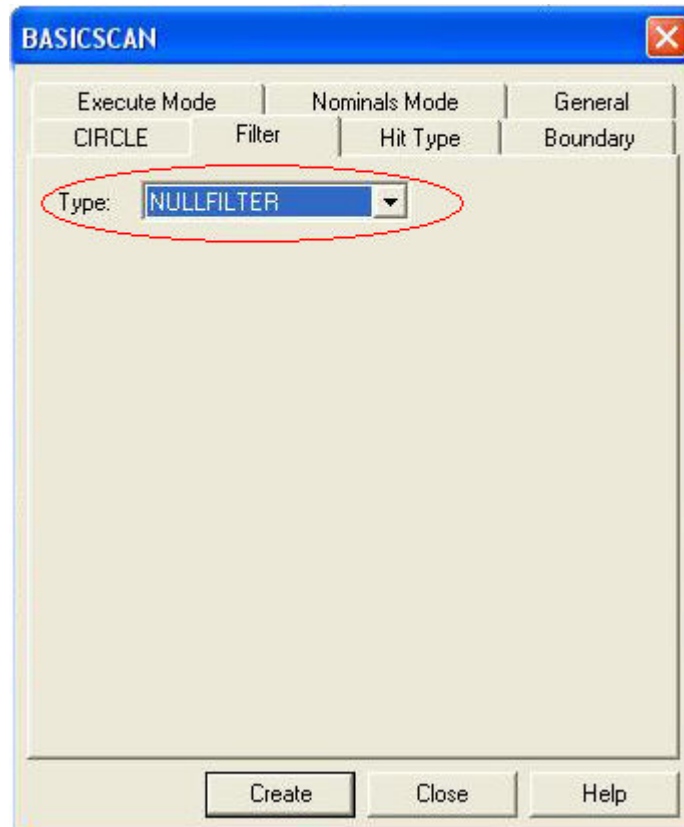 BASICSCAN
Execute Mode Nominals Mode General
CIRCLE Filter Hit Type Boundary
Type: NULLFILTER
Create Close Help